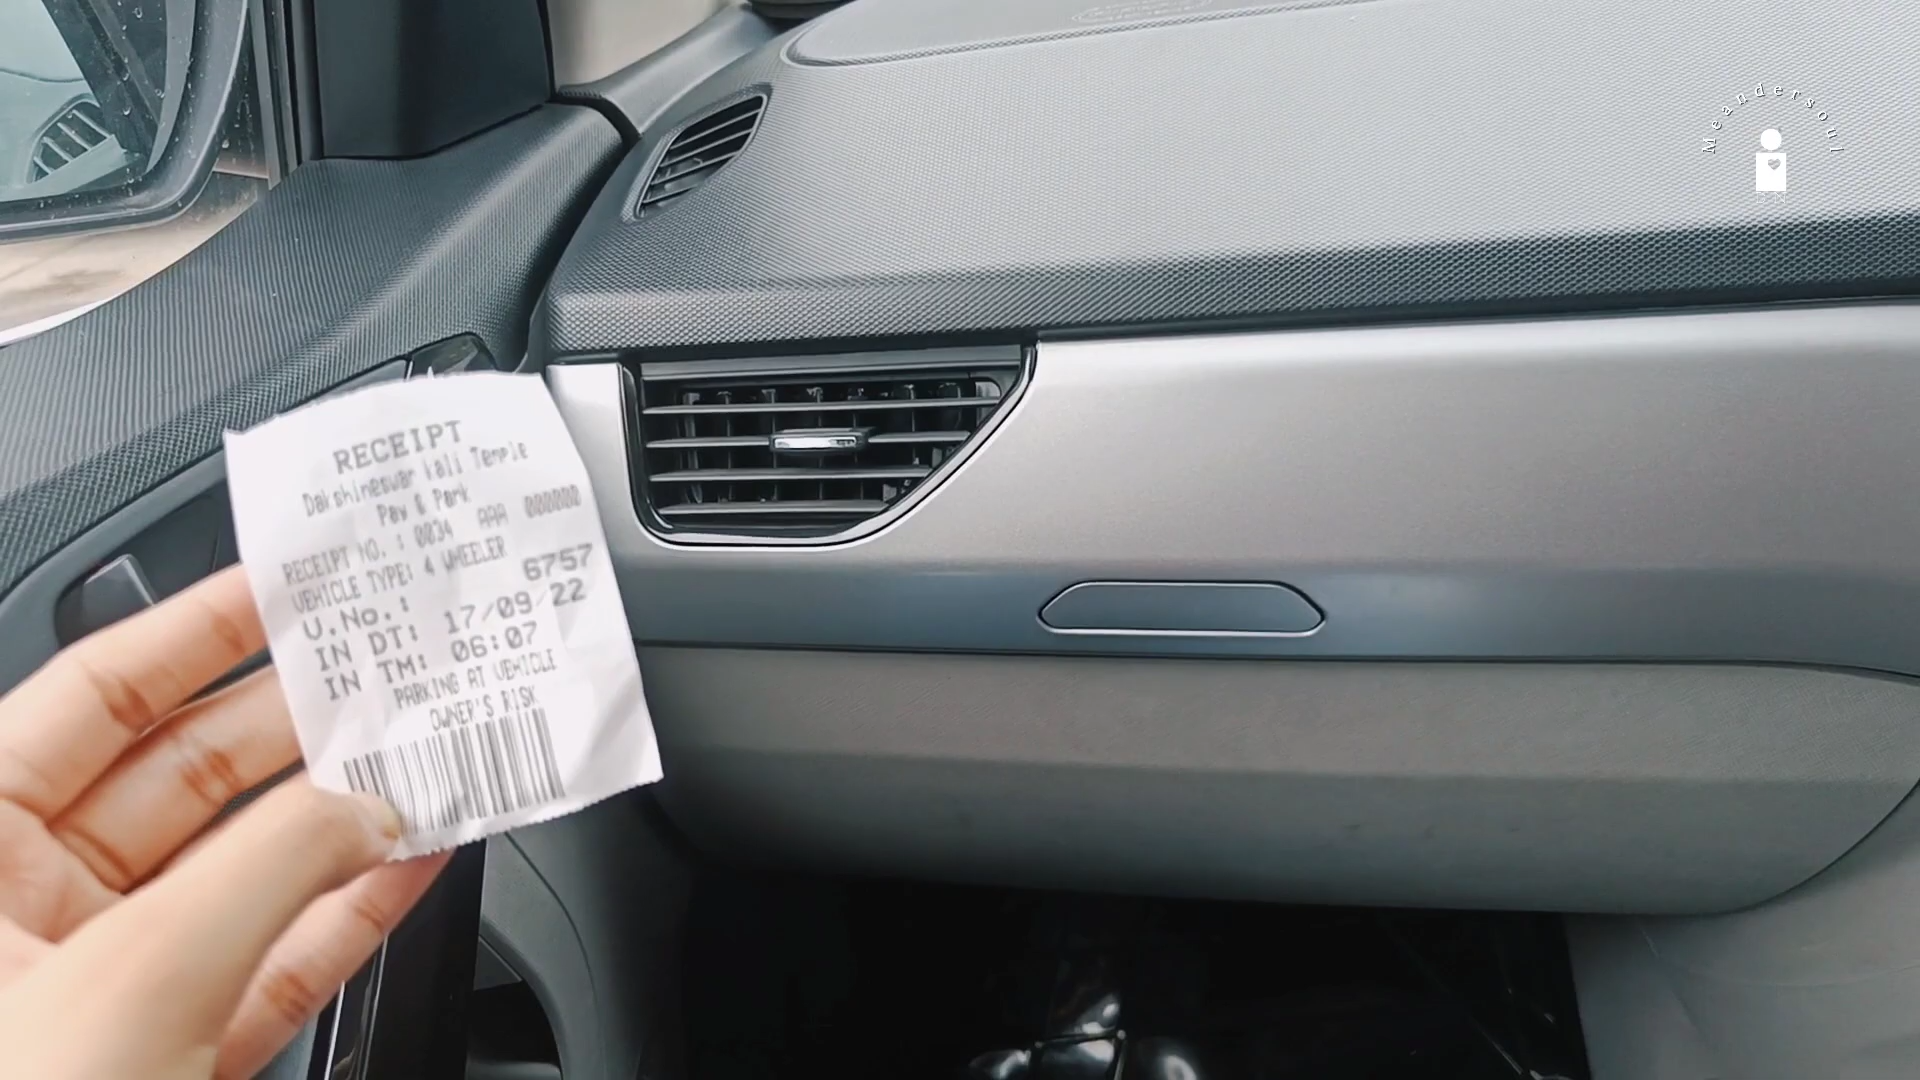 RECEIPT
Dakshineswar Kali Temple
Pay & Park
RECEIPT NO. : 0034 AAA 000000
VEHICLE TYPE: 4 WHEELER
V.No. : 6757
IN DT: 17/09/22
IN TM: 06:07
PARKING AT VEHICLE
OWNER'S RISK
Meandersoul